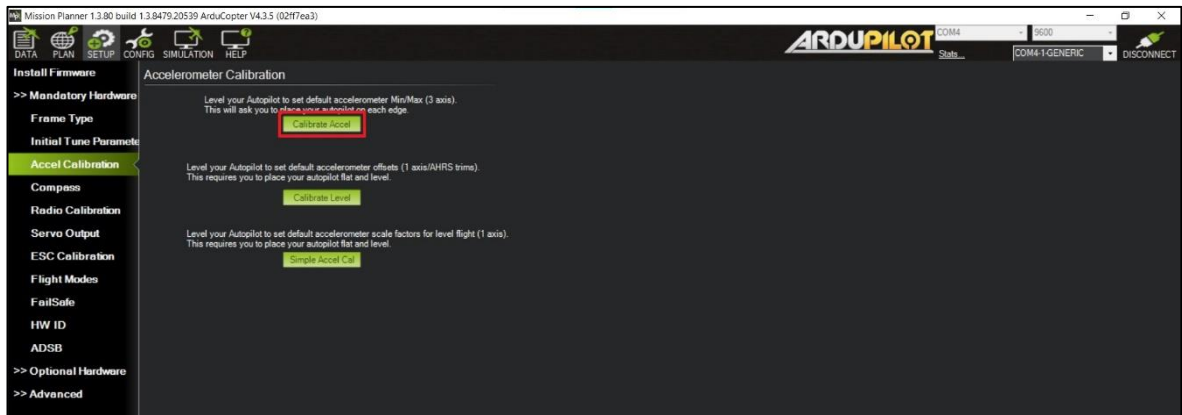 Mission Planner 1.3.80 build 1.3.8479.20539 ArduCopter V4.3.5 (02ff7ea3)
DATA PLAN SETUP CONFIG SIMULATION HELP
ARDUPILOT
COM4
9600
Stats...
COM4-1-GENERIC
DISCONNECT
Install Firmware
>> Mandatory Hardware
Frame Type
Initial Tune Paramete
Accel Calibration
Compass
Radio Calibration
Servo Output
ESC Calibration
Flight Modes
FailSafe
HW ID
ADSB
>> Optional Hardware
>> Advanced
Accelerometer Calibration
Level your Autopilot to set default accelerometer Min/Max (3 axis).
This will ask you to place your autopilot on each edge.
Calibrate Accel
Level your Autopilot to set default accelerometer offsets (1 axis/AHRS trims).
This requires you to place your autopilot flat and level.
Calibrate Level
Level your Autopilot to set default accelerometer scale factors for level flight (1 axis).
This requires you to place your autopilot flat and level.
Simple Accel Cal